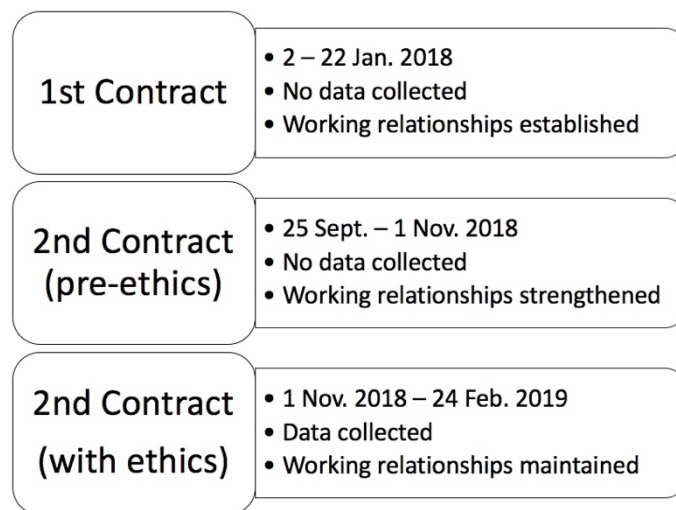 1st Contract
• 2 – 22 Jan. 2018
• No data collected
• Working relationships established
2nd Contract
(pre-ethics)
• 25 Sept. – 1 Nov. 2018
• No data collected
• Working relationships strengthened
2nd Contract
(with ethics)
• 1 Nov. 2018 – 24 Feb. 2019
• Data collected
• Working relationships maintained